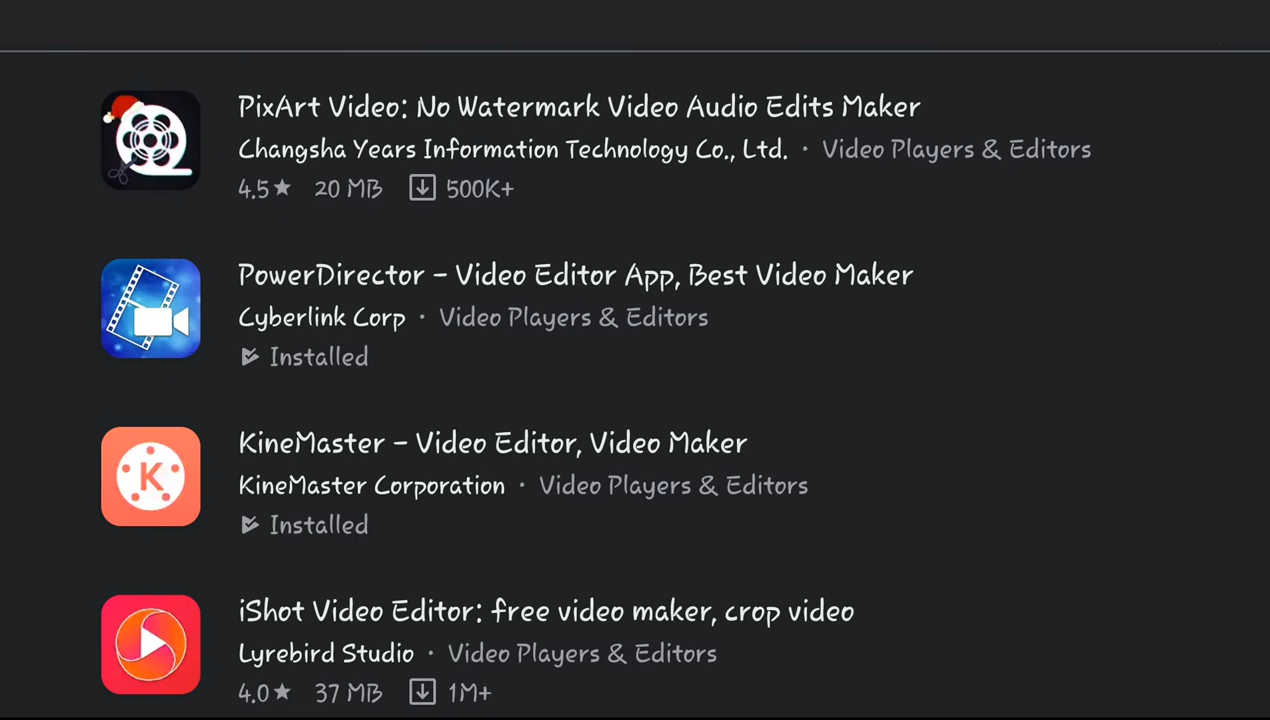 PixArt Video: No Watermark Video Audio Edits Maker
Changsha Years Information Technology Co., Ltd. · Video Players & Editors
4.5★ 20 MB 500K+
PowerDirector – Video Editor App, Best Video Maker
Cyberlink Corp · Video Players & Editors
Installed
K
KineMaster – Video Editor, Video Maker
KineMaster Corporation · Video Players & Editors
Installed
iShot Video Editor: free video maker, crop video
Lyrebird Studio · Video Players & Editors
4.0★ 37 MB 1M+